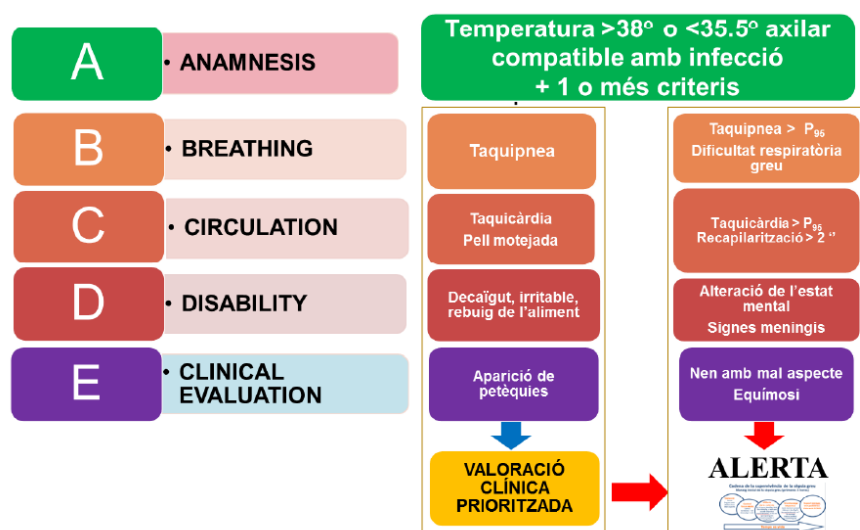 A
• ANAMNESIS
Temperatura >38º o <35.5º axilar
compatible amb infecció
+ 1 o més criteris
B
• BREATHING
Taquipnea
Taquipnea > P95
Dificultat respiratòria
greu
C
• CIRCULATION
Taquicàrdia
Pell motejada
Taquicàrdia > P95
Recapilarització > 2 ‘’
D
• DISABILITY
Decaïgut, irritable,
rebuig de l’aliment
Alteració de l’estat
mental
Signes meningis
E
• CLINICAL
EVALUATION
Aparició de
petèquies
Nen amb mal aspecte
Equímosi
VALORACIÓ
CLÍNICA
PRIORITZADA
ALERTA